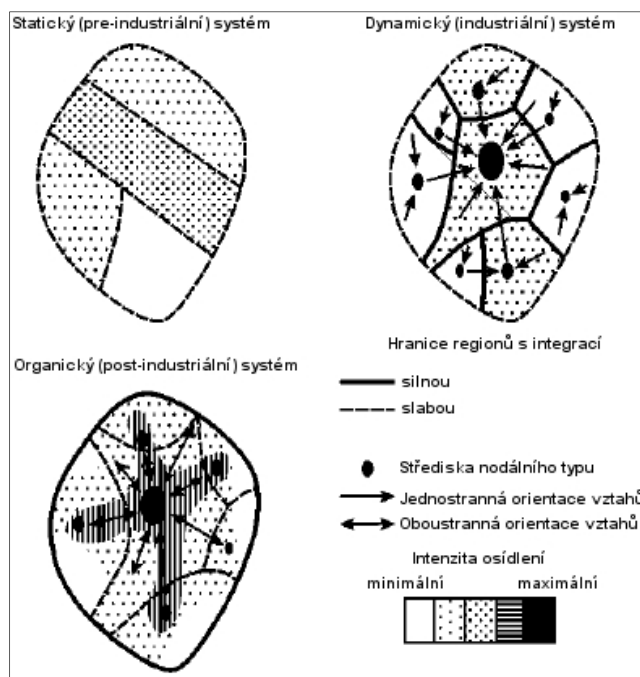 Statický (pre-industriální) systém
Dynamický (industriální) systém
Organický (post-industriální) systém
Hranice regionů s integrací
silnou
slabou
Střediska nodálního typu
Jednostranná orientace vztahů
Oboustranná orientace vztahů
Intenzita osídlení
minimální
maximální